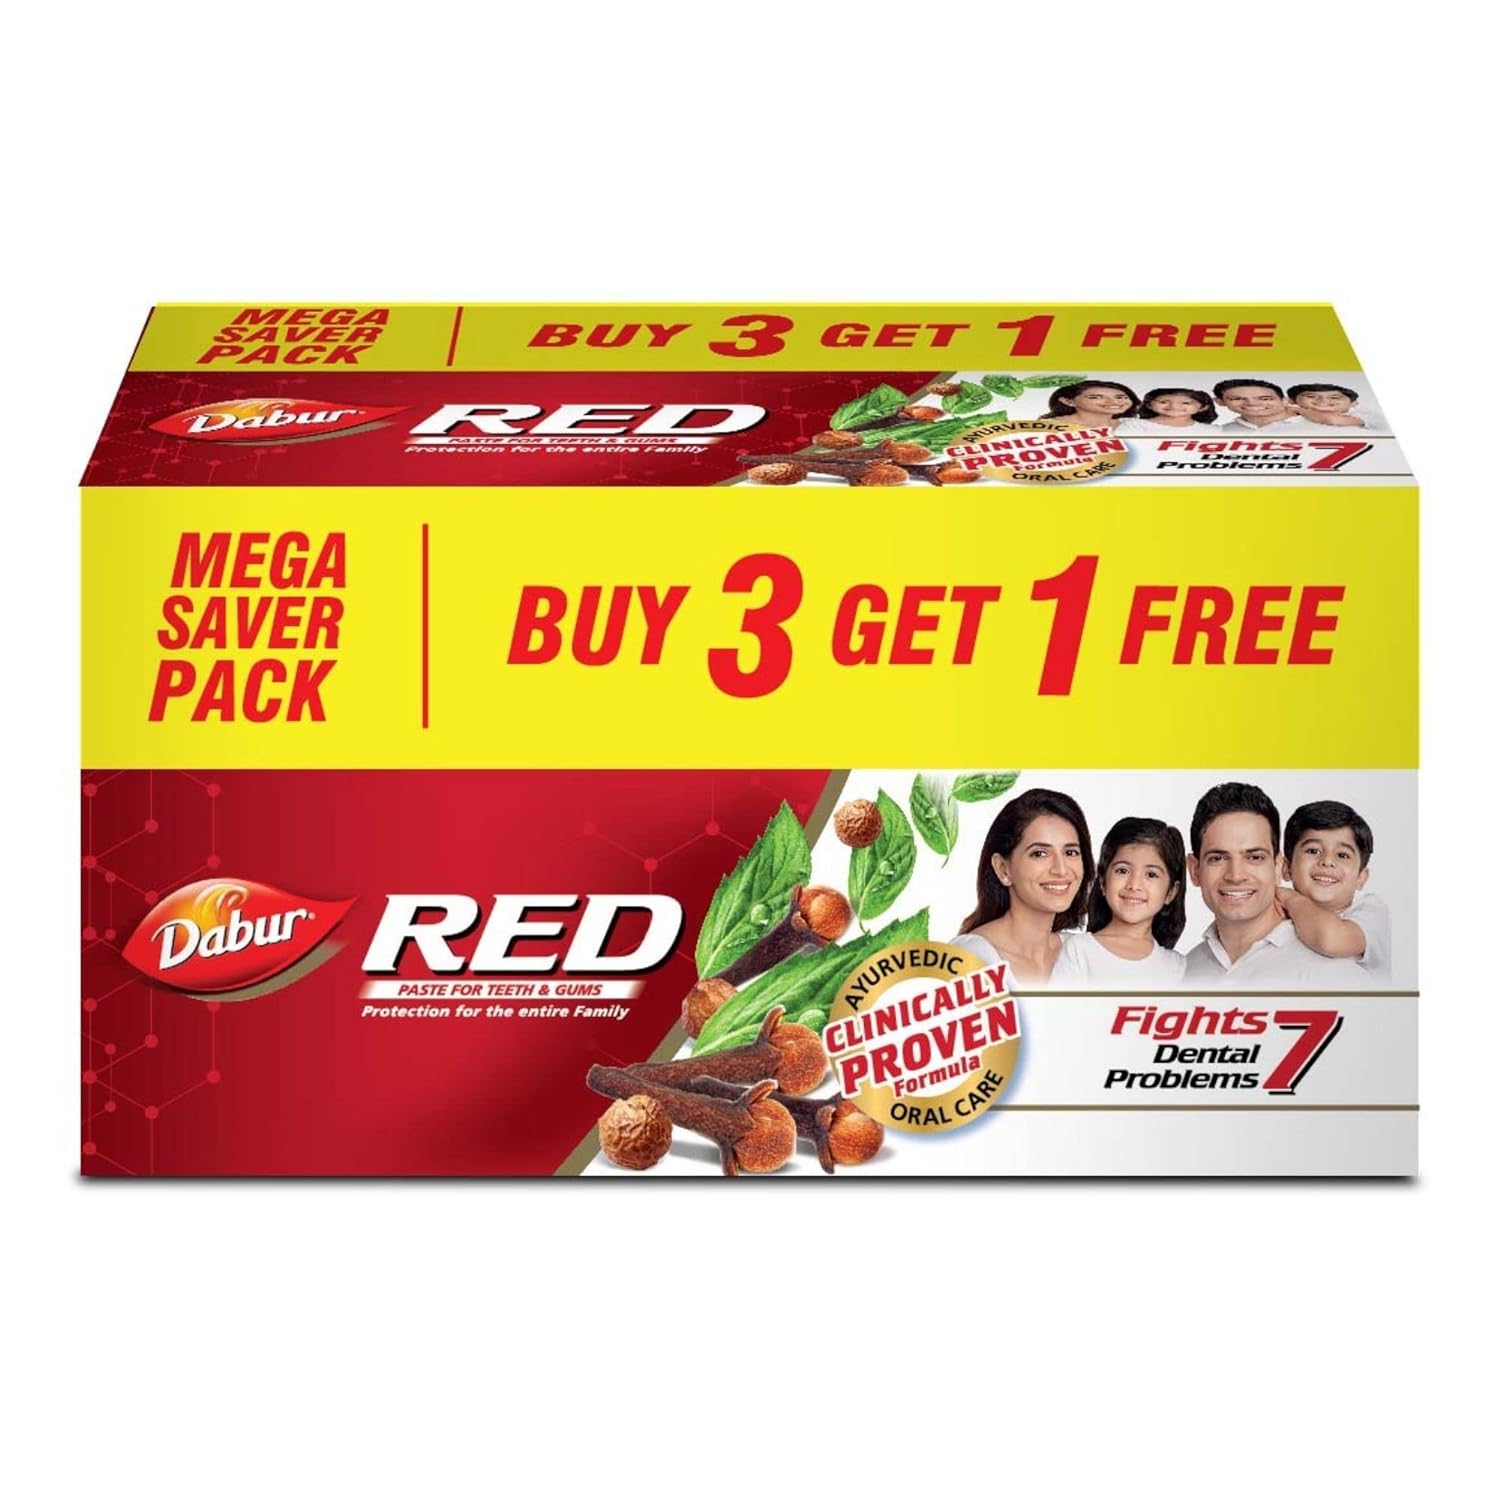 MEGA
SAVER
PACK
BUY 3 GET 1 FREE
Dabur
RED
PASTE FOR TEETH & GUMS
Protection for the entire Family
AYURVEDIC
CLINICALLY
PROVEN
Formula
ORAL CARE
Fights 7
Dental
Problems
MEGA
SAVER
PACK
BUY 3 GET 1 FREE
Dabur
RED
PASTE FOR TEETH & GUMS
Protection for the entire Family
AYURVEDIC
CLINICALLY
PROVEN
Formula
ORAL CARE
Fights 7
Dental
Problems